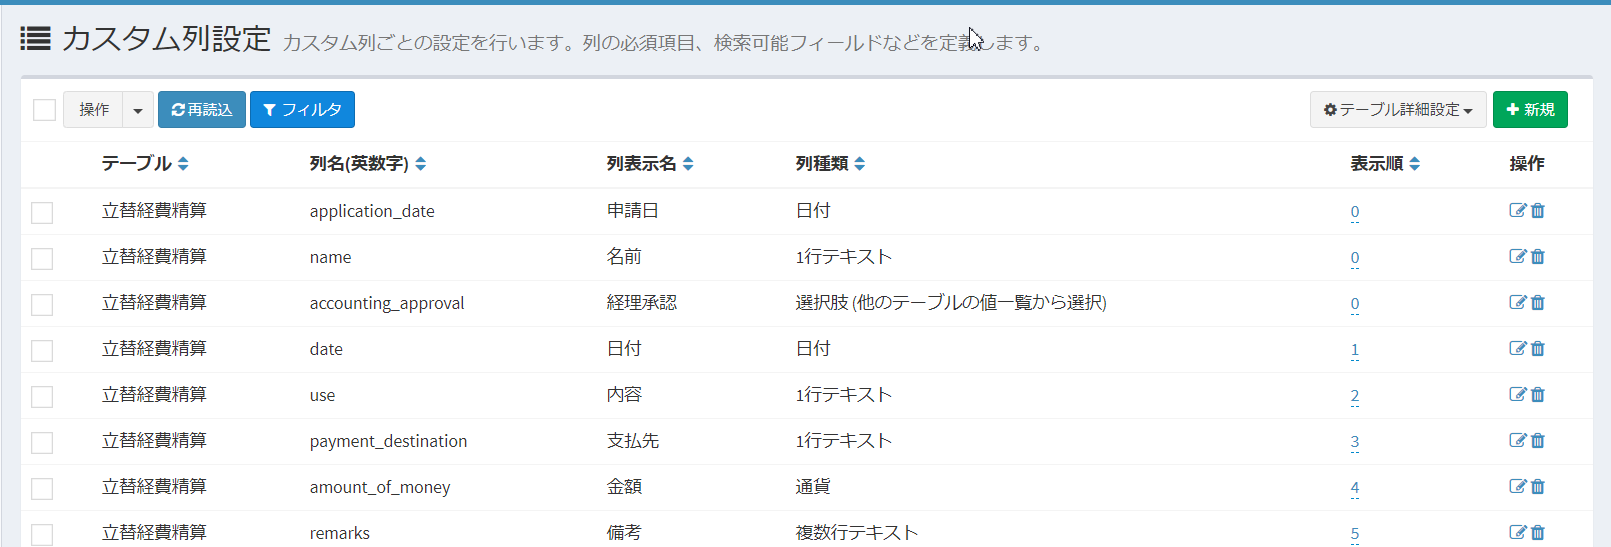 カスタム列設定 カスタム列ごとの設定を行います。列の必須項目、検索可能フィールドなどを定義します。
操作 再読込 フィルタ テーブル詳細設定 新規
テーブル 列名(英数字) 列表示名 列種類 表示順 操作
立替経費精算 application_date 申請日 日付 0
立替経費精算 name 名前 1行テキスト 0
立替経費精算 accounting_approval 経理承認 選択肢 (他のテーブルの値一覧から選択) 0
立替経費精算 date 日付 日付 1
立替経費精算 use 内容 1行テキスト 2
立替経費精算 payment_destination 支払先 1行テキスト 3
立替経費精算 amount_of_money 金額 通貨 4
立替経費精算 remarks 備考 複数行テキスト 5